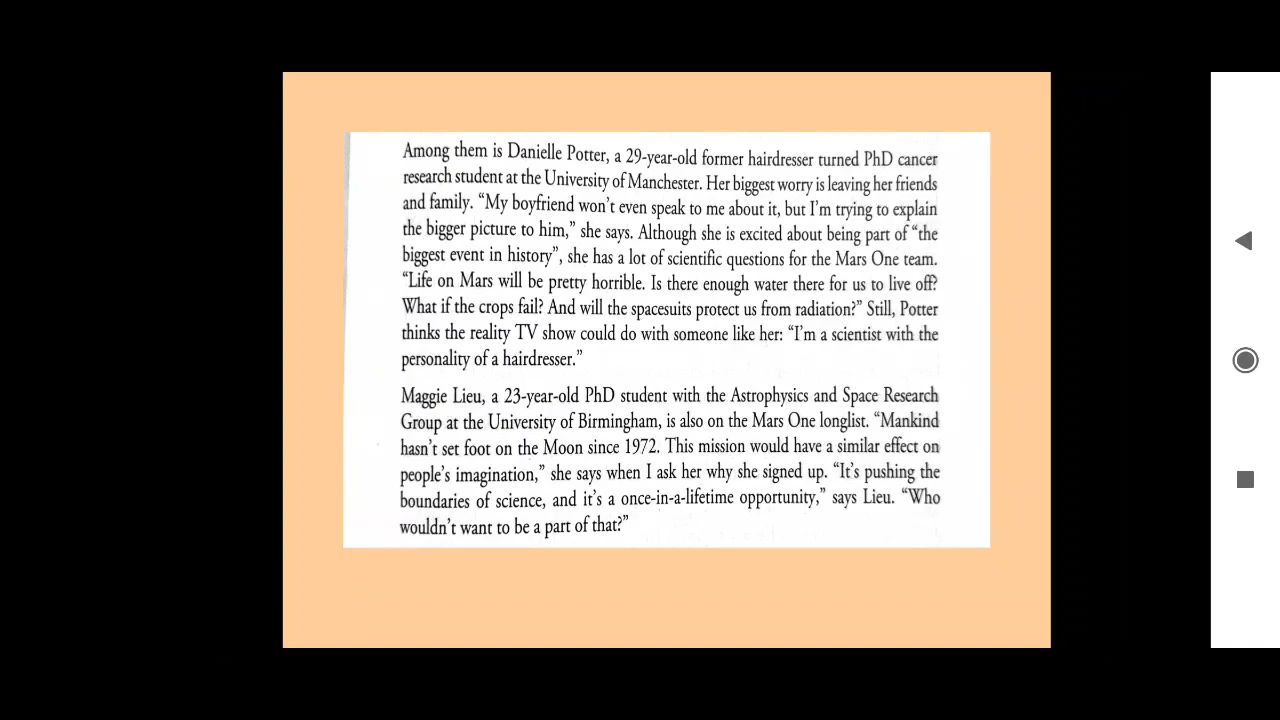 Among them is Danielle Potter, a 29-year-old former hairdresser turned PhD cancer
research student at the University of Manchester. Her biggest worry is leaving her friends
and family. “My boyfriend won’t even speak to me about it, but I’m trying to explain
the bigger picture to him,” she says. Although she is excited about being part of “the
biggest event in history”, she has a lot of scientific questions for the Mars One team.
“Life on Mars will be pretty horrible. Is there enough water there for us to live off?
What if the crops fail? And will the spacesuits protect us from radiation?” Still, Potter
thinks the reality TV show could do with someone like her: “I’m a scientist with the
personality of a hairdresser.”
Maggie Lieu, a 23-year-old PhD student with the Astrophysics and Space Research
Group at the University of Birmingham, is also on the Mars One longlist. “Mankind
hasn’t set foot on the Moon since 1972. This mission would have a similar effect on
people’s imagination,” she says when I ask her why she signed up. “It’s pushing the
boundaries of science, and it’s a once-in-a-lifetime opportunity,” says Lieu. “Who
wouldn’t want to be a part of that?”